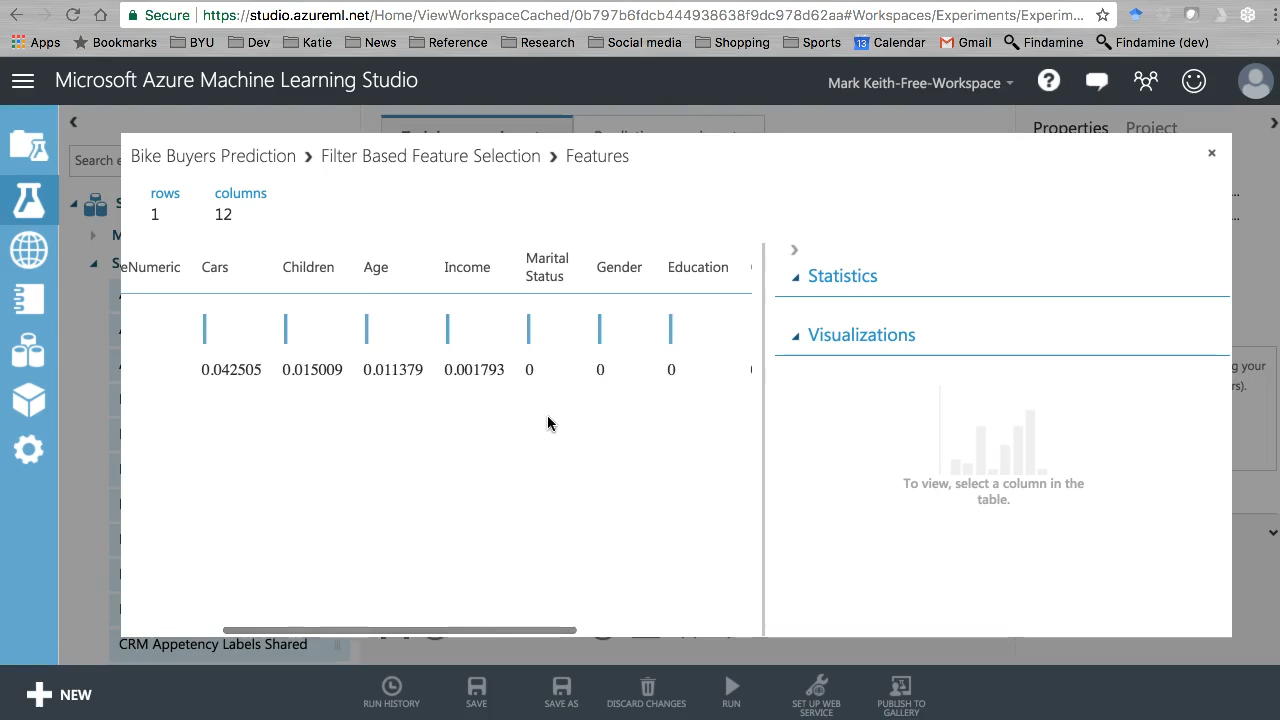 Secure https://studio.azureml.net/Home/ViewWorkspaceCached/0b797b6fdcb444938638f9dc978d62aa#Workspaces/Experiments/Experim...
Apps Bookmarks BYU Dev Katie News Reference Research Social media Shopping Sports 13 Calendar Gmail Findamine Findamine (dev)
Microsoft Azure Machine Learning Studio Mark Keith-Free-Workspace ?
Properties Project
Search e
Bike Buyers Prediction › Filter Based Feature Selection › Features ×
rows columns
1 12
eNumeric Cars Children Age Income Marital Status Gender Education
0.042505 0.015009 0.011379 0.001793 0 0 0
Statistics
Visualizations
To view, select a column in the
table.
ng your
rs).
CRM Appetency Labels Shared
NEW RUN HISTORY SAVE SAVE AS DISCARD CHANGES RUN SET UP WEB SERVICE PUBLISH TO GALLERY